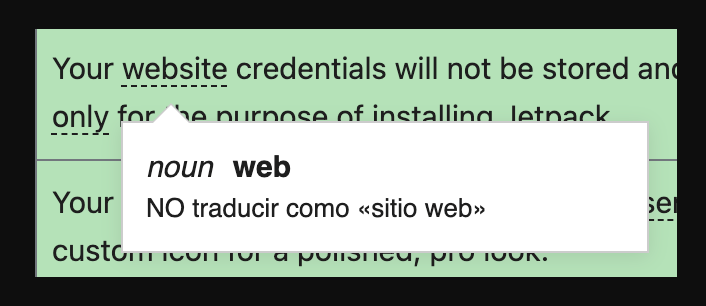 Your website credentials will not be stored and
only for the purpose of installing Jetpack.
noun web
NO traducir como «sitio web»
Your
custom icon for a polished, pro look.